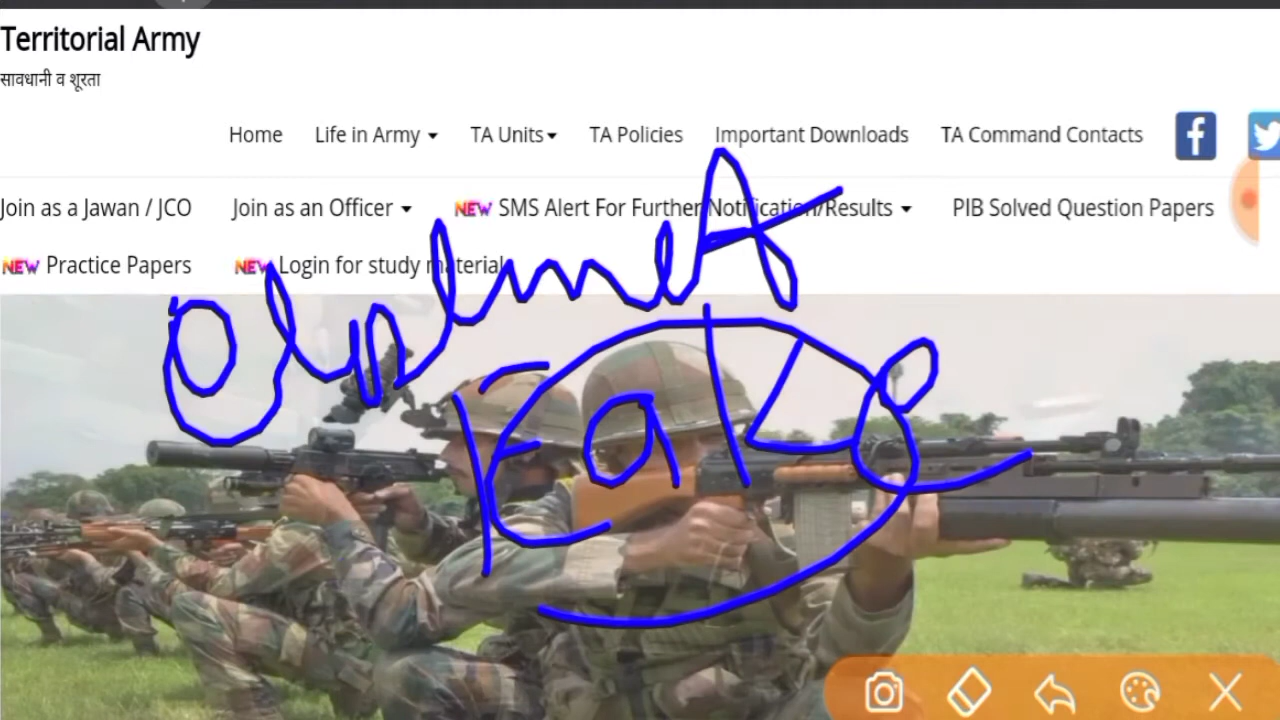 Territorial Army
सावधानी व शूरता
Home Life in Army TA Units TA Policies Important Downloads TA Command Contacts
Join as a Jawan / JCO Join as an Officer NEW SMS Alert For Further Notification/Results PIB Solved Question Papers
NEW Practice Papers NEW Login for study material
Fake